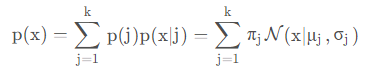 p(x) = ∑_{j=1}^{k} p(j)p(x|j) = ∑_{j=1}^{k} π_j 𝒩(x|μ_j, σ_j)